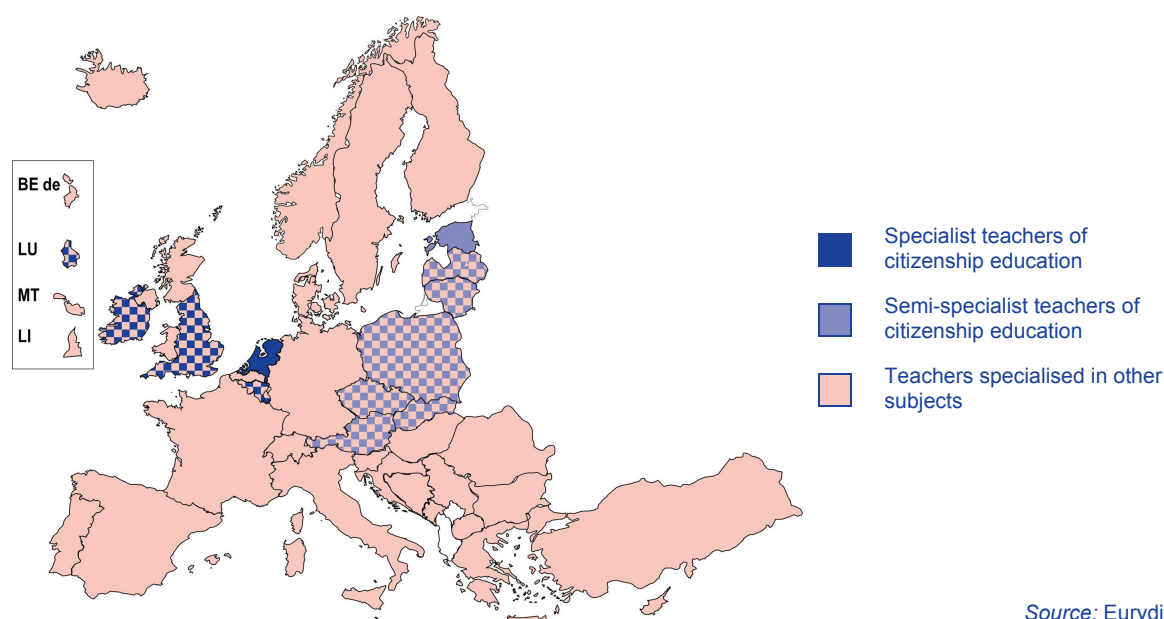 BE de
LU
MT
LI
Specialist teachers of
citizenship education
Semi-specialist teachers of
citizenship education
Teachers specialised in other
subjects
Source: Eurydi